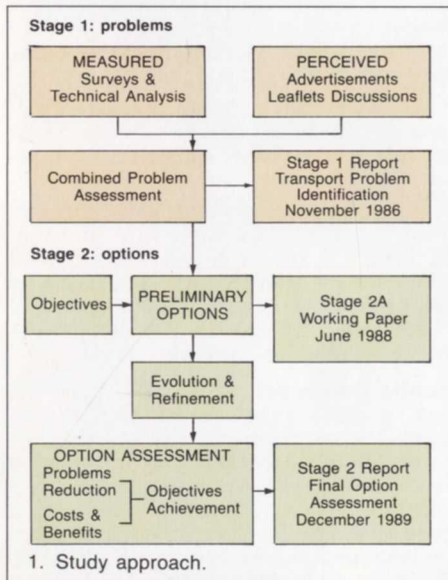 Stage 1: problems
MEASURED
Surveys &
Technical Analysis
PERCEIVED
Advertisements
Leaflets Discussions
Combined Problem
Assessment
Stage 1 Report
Transport Problem
Identification
November 1986
Stage 2: options
Objectives
PRELIMINARY
OPTIONS
Stage 2A
Working Paper
June 1988
Evolution &
Refinement
OPTION ASSESSMENT
Problems
Reduction
Costs &
Benefits
Objectives
Achievement
Stage 2 Report
Final Option
Assessment
December 1989
1. Study approach.